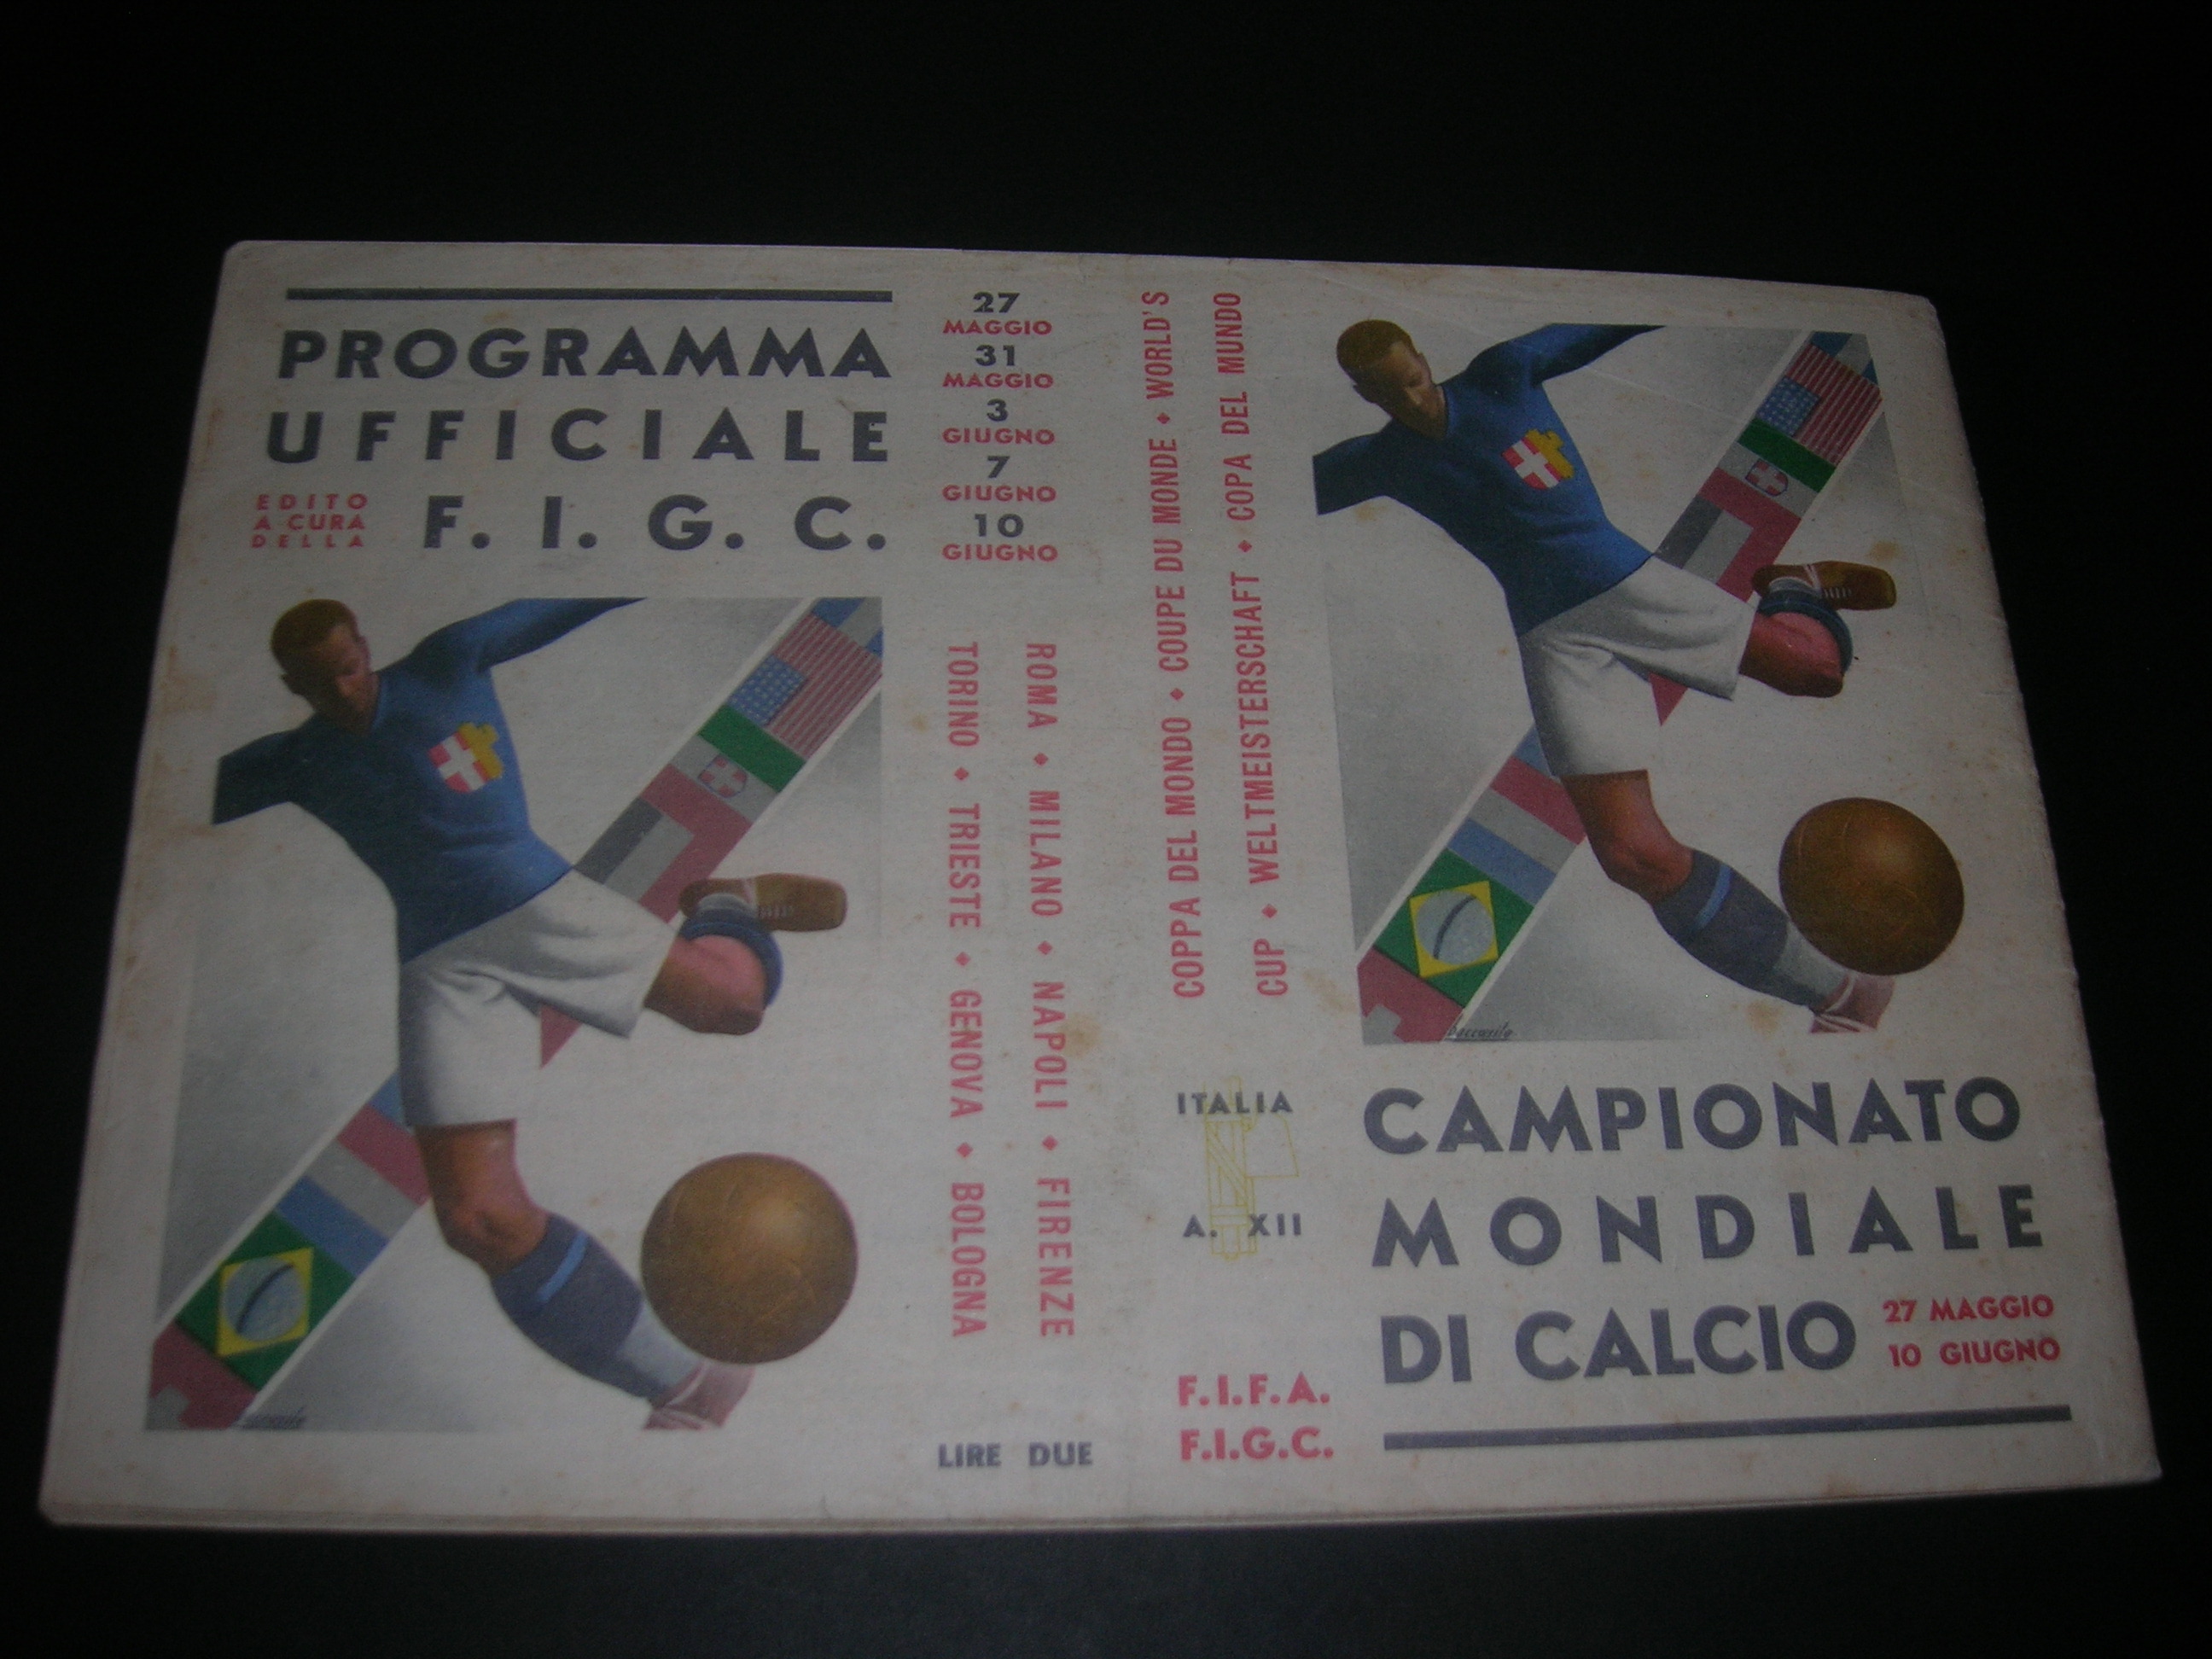 PROGRAMMA
UFFICIALE
EDITO
A CURA
DELLA
F. I. G. C.
27
MAGGIO
31
MAGGIO
3
GIUGNO
7
GIUGNO
10
GIUGNO
ROMA ♦ MILANO ♦ NAPOLI ♦ FIRENZE
TORINO ♦ TRIESTE ♦ GENOVA ♦ BOLOGNA
LIRE DUE
COPPA DEL MONDO ♦ COUPE DU MONDE ♦ WORLD'S
CUP ♦ WELTMEISTERSCHAFT ♦ COPA DEL MUNDO
ITALIA
A. XII
F.I.F.A.
F.I.G.C.
Boccasile
CAMPIONATO
MONDIALE
DI CALCIO
27 MAGGIO
10 GIUGNO